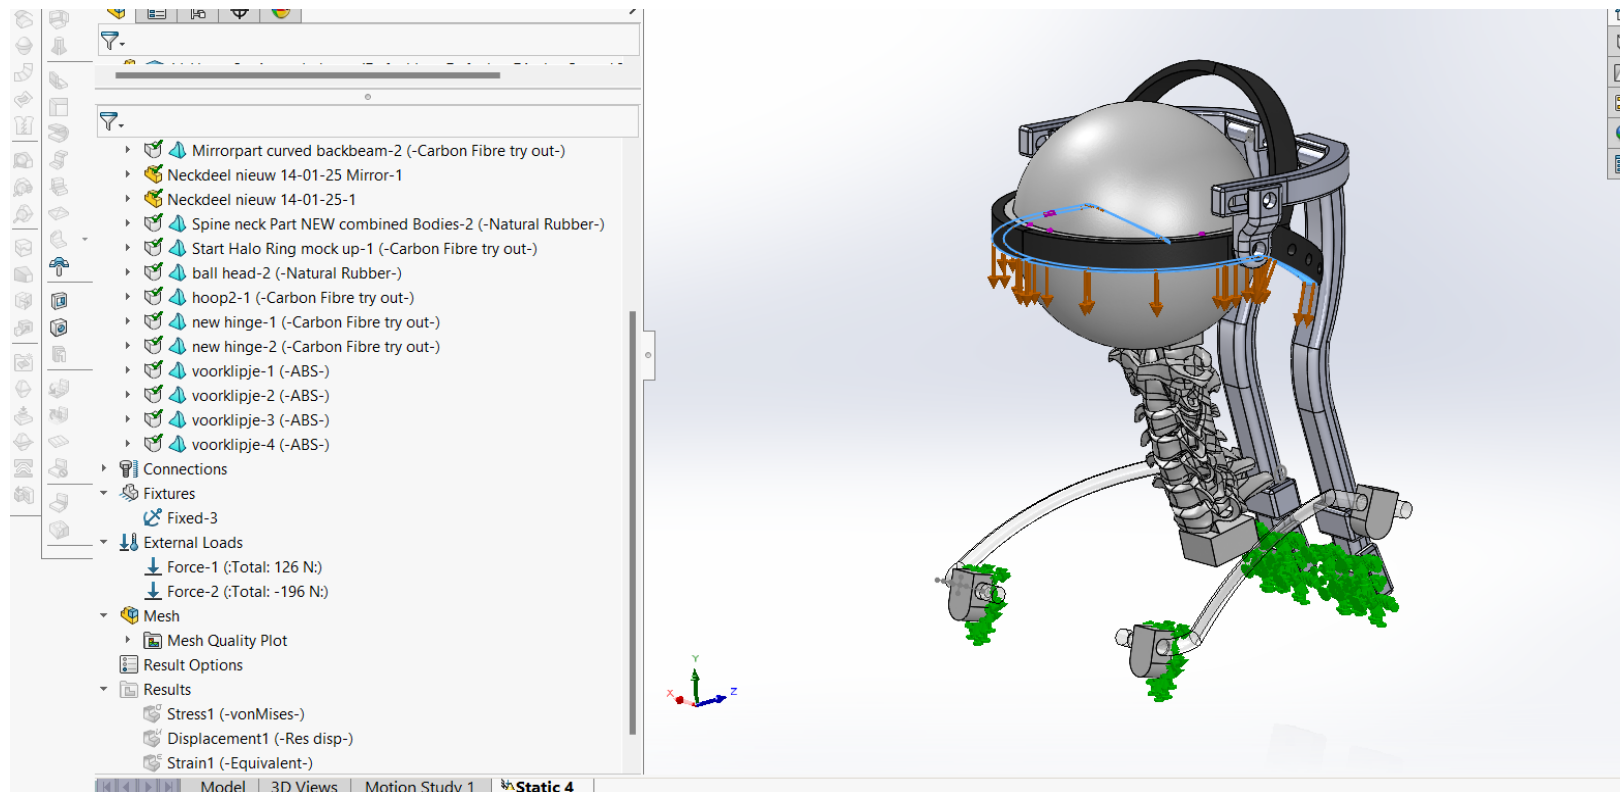 Mirrorpart curved backbeam-2 (-Carbon Fibre try out-)
Neckdeel nieuw 14-01-25 Mirror-1
Neckdeel nieuw 14-01-25-1
Spine neck Part NEW combined Bodies-2 (-Natural Rubber-)
Start Halo Ring mock up-1 (-Carbon Fibre try out-)
ball head-2 (-Natural Rubber-)
hoop2-1 (-Carbon Fibre try out-)
new hinge-1 (-Carbon Fibre try out-)
new hinge-2 (-Carbon Fibre try out-)
voorklipje-1 (-ABS-)
voorklipje-2 (-ABS-)
voorklipje-3 (-ABS-)
voorklipje-4 (-ABS-)
Connections
Fixtures
Fixed-3
External Loads
Force-1 (:Total: 126 N:)
Force-2 (:Total: -196 N:)
Mesh
Mesh Quality Plot
Result Options
Results
Stress1 (-vonMises-)
Displacement1 (-Res disp-)
Strain1 (-Equivalent-)
Model 3D Views Motion Study 1 Static 4
Y
X
Z